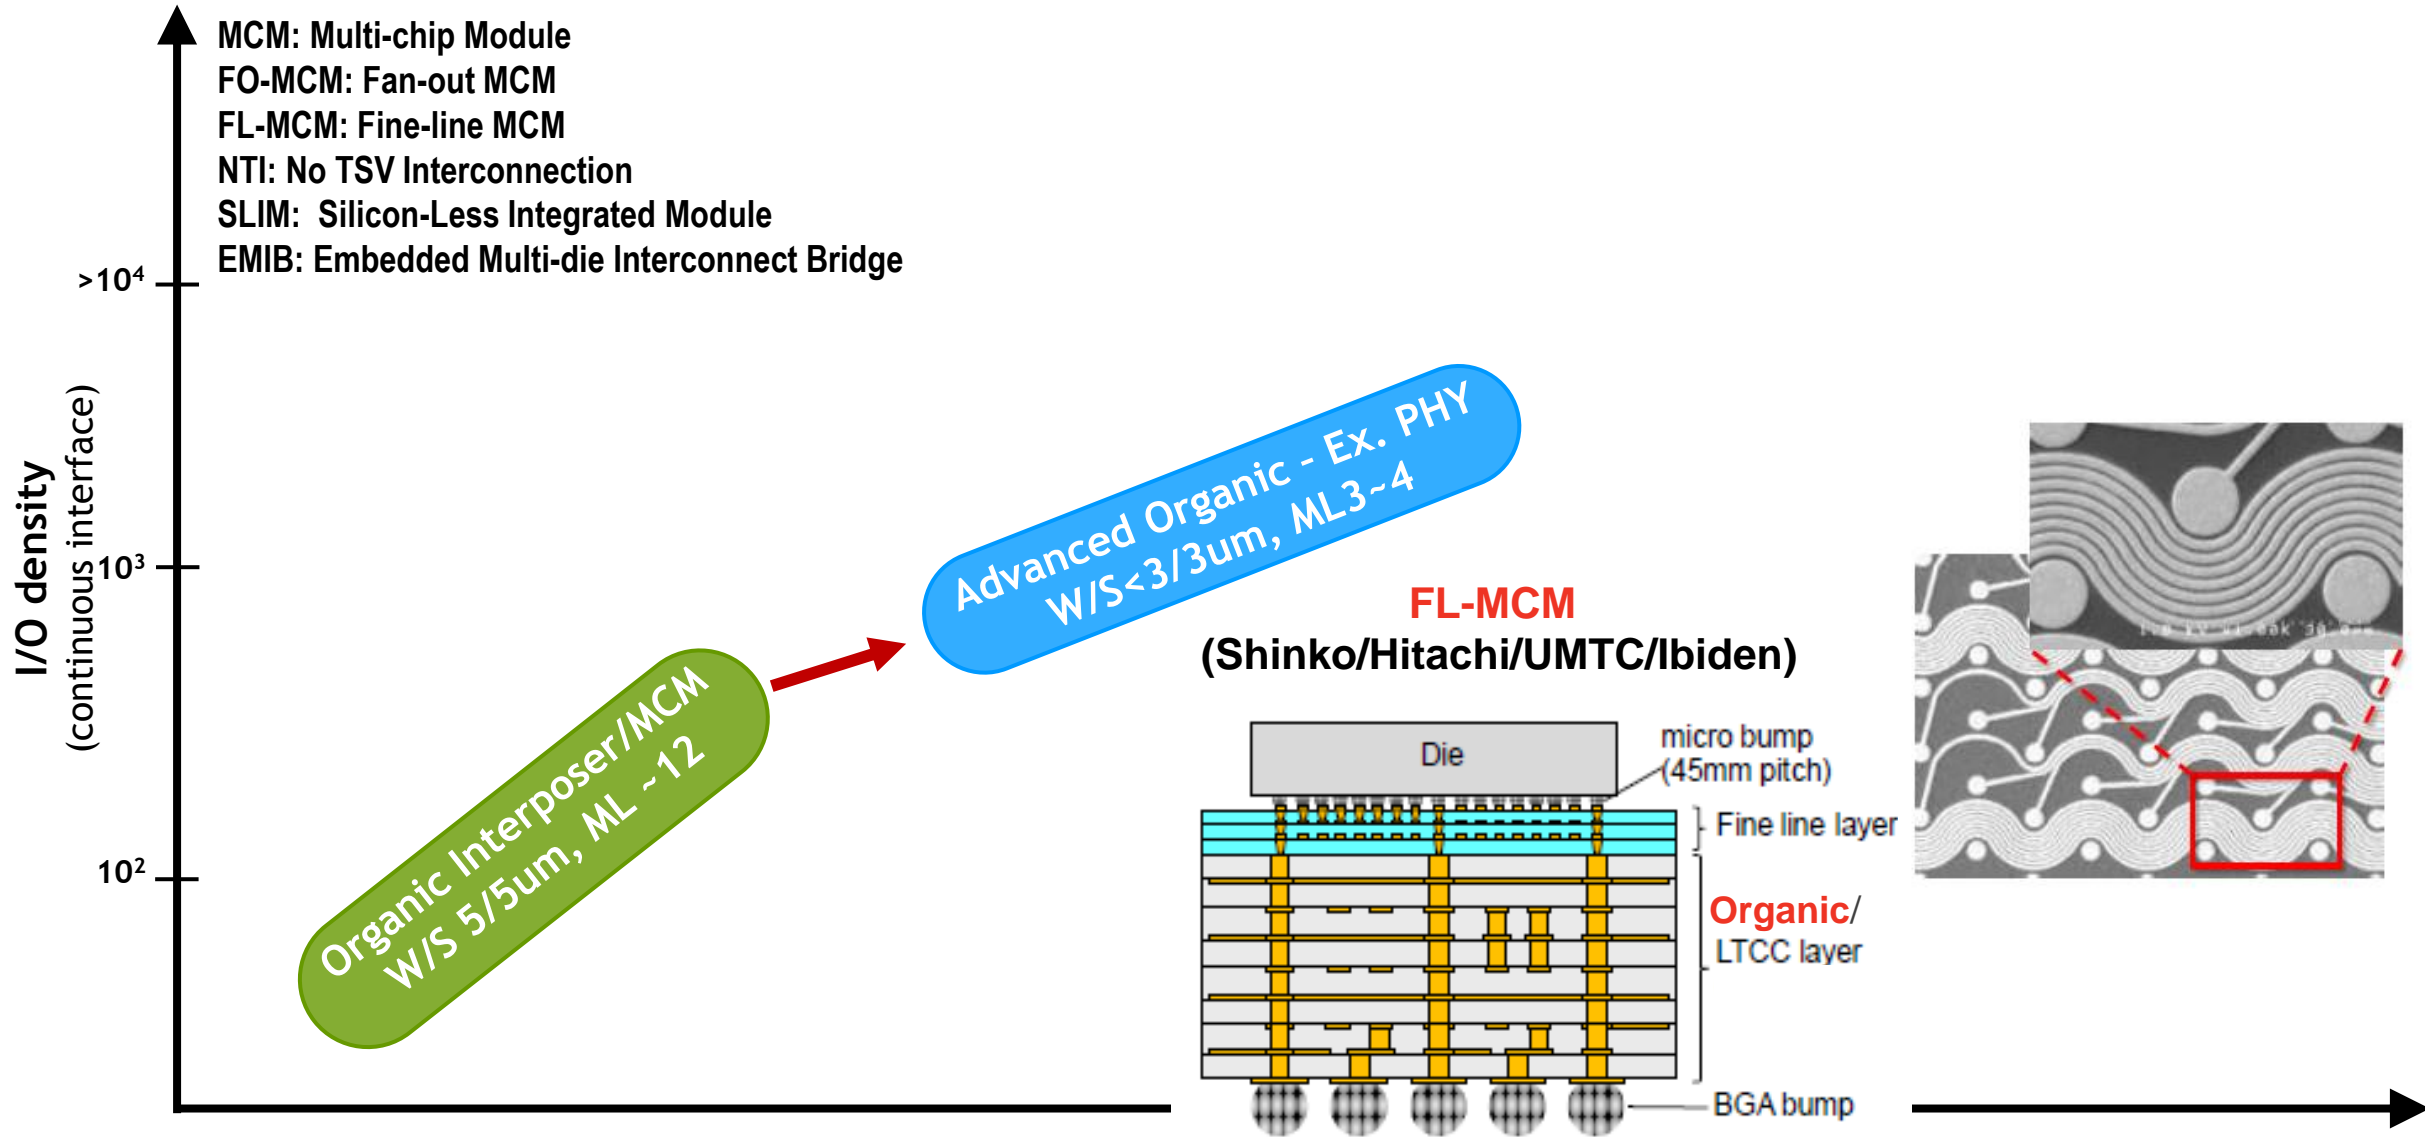 MCM: Multi-chip Module
FO-MCM: Fan-out MCM
FL-MCM: Fine-line MCM
NTI: No TSV Interconnection
SLIM: Silicon-Less Integrated Module
EMIB: Embedded Multi-die Interconnect Bridge
>10⁴
10³
10²
I/O density
(continuous interface)
Organic Interposer/MCM
W/S 5/5um, ML ~12
Advanced Organic - Ex. PHY
W/S<3/3um, ML3~4
FL-MCM
(Shinko/Hitachi/UMTC/Ibiden)
Die
micro bump
(45mm pitch)
Fine line layer
Organic/
LTCC layer
BGA bump